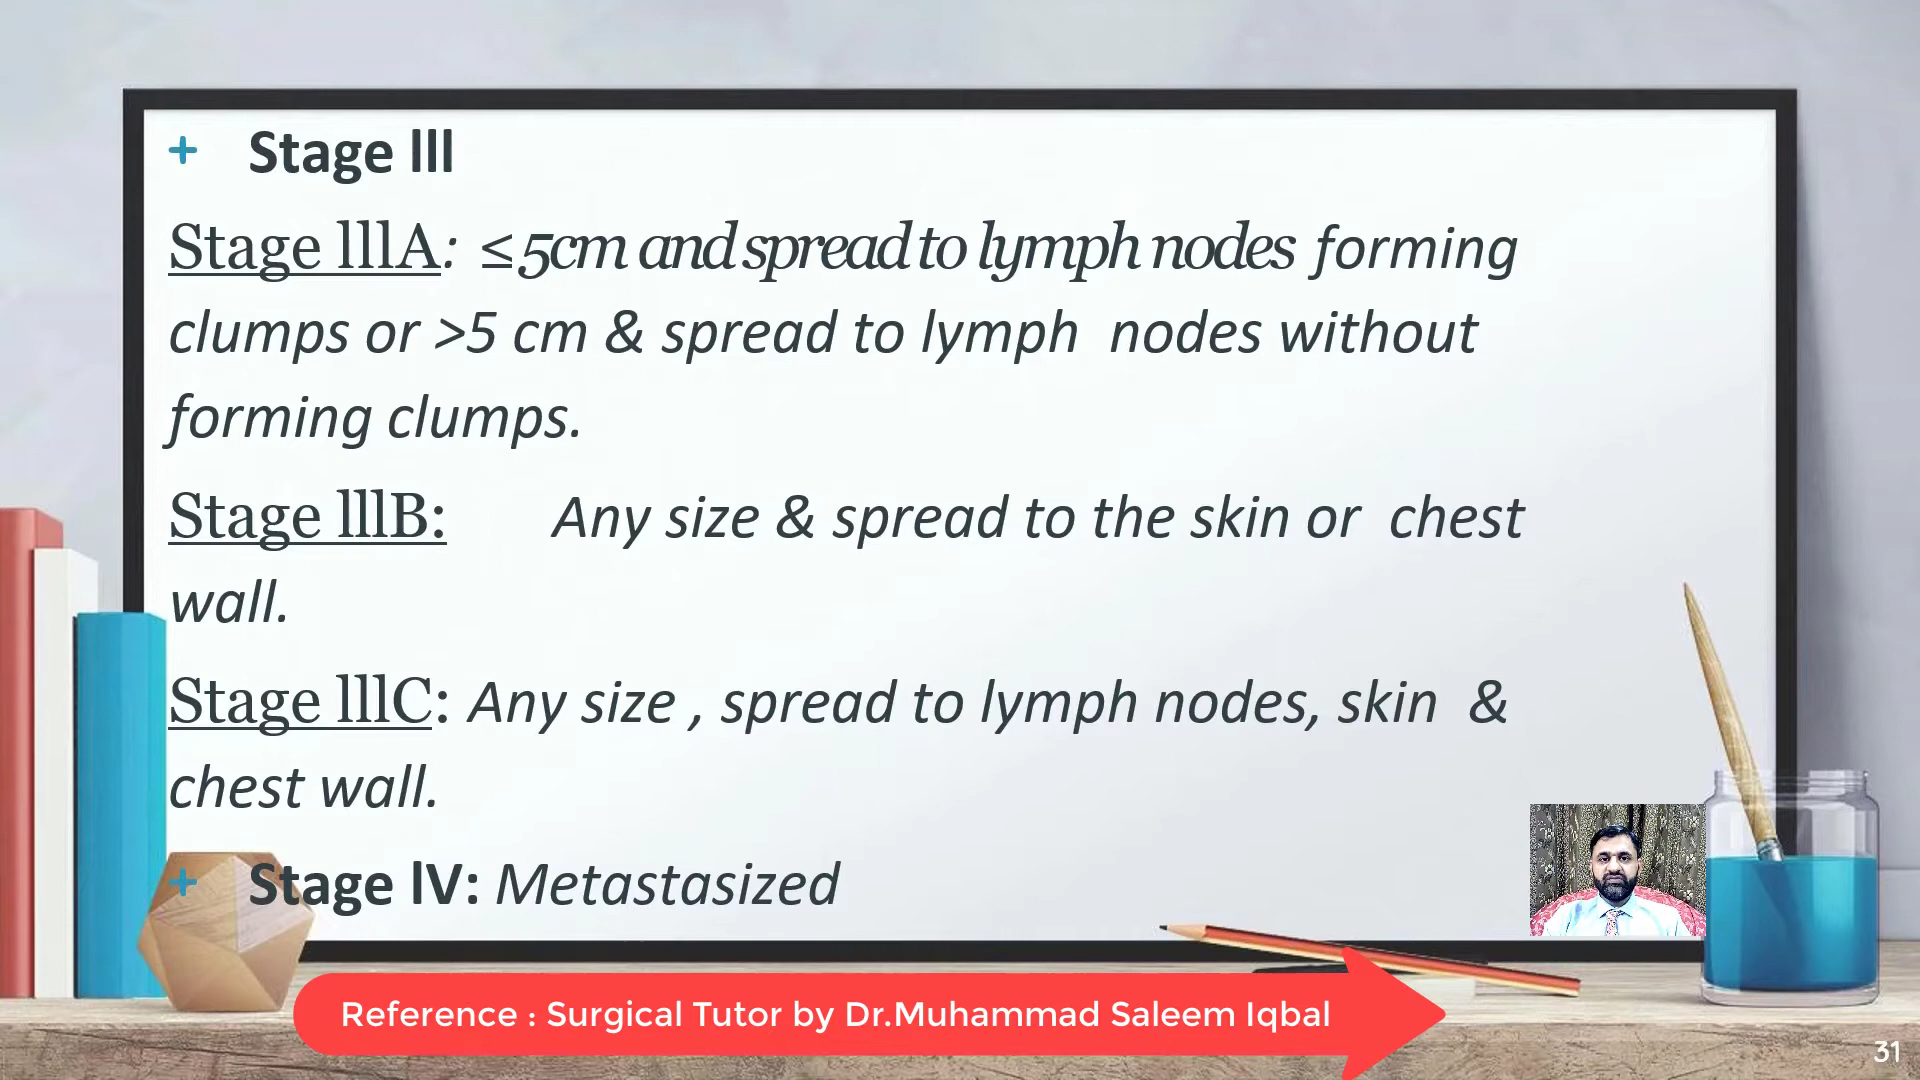 + Stage lll
Stage lllA: ≤5cm and spread to lymph nodes forming
clumps or >5 cm & spread to lymph nodes without
forming clumps.
Stage lllB: Any size & spread to the skin or chest
wall.
Stage lllC: Any size , spread to lymph nodes, skin &
chest wall.
+ Stage lV: Metastasized
Reference : Surgical Tutor by Dr.Muhammad Saleem Iqbal
31